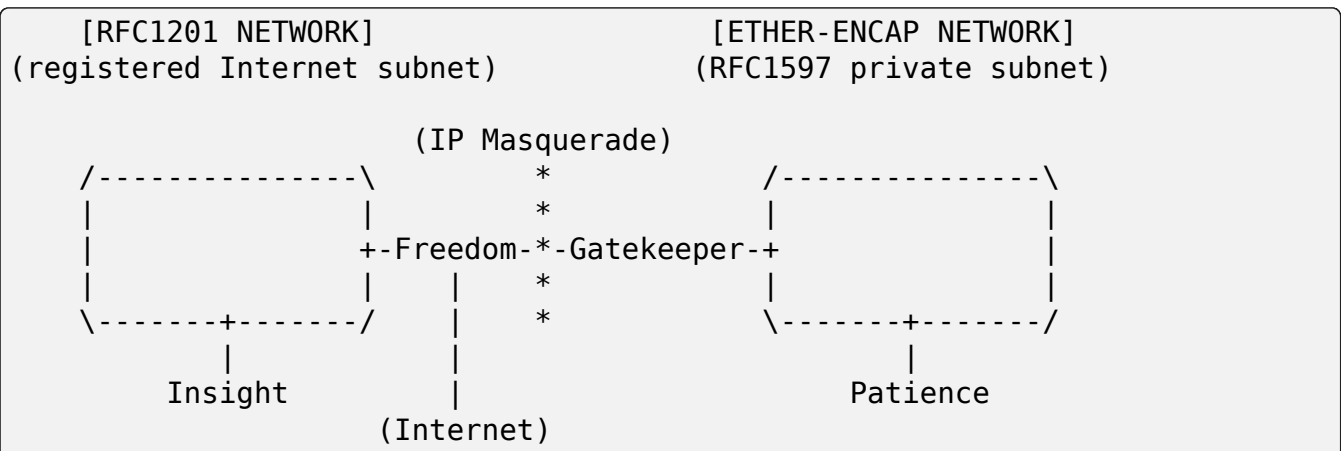 [RFC1201 NETWORK] [ETHER-ENCAP NETWORK]
(registered Internet subnet) (RFC1597 private subnet)
(IP Masquerade)
/---------------\ * /---------------\
| | * | |
| +-Freedom-*-Gatekeeper-+ |
| | | * | |
\-------+-------/ | * \-------+-------/
| | |
Insight | Patience
(Internet)